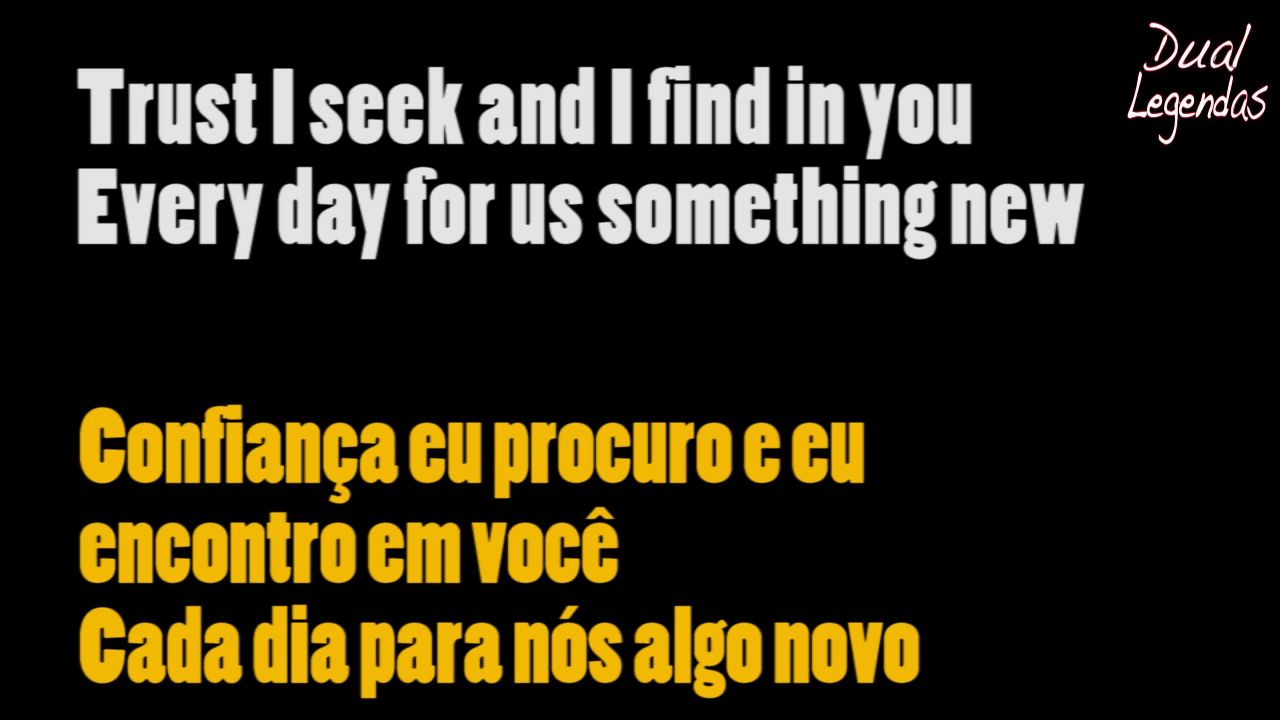 Dual
Legendas
Trust I seek and I find in you
Every day for us something new
Confiança eu procuro e eu
encontro em você
Cada dia para nós algo novo